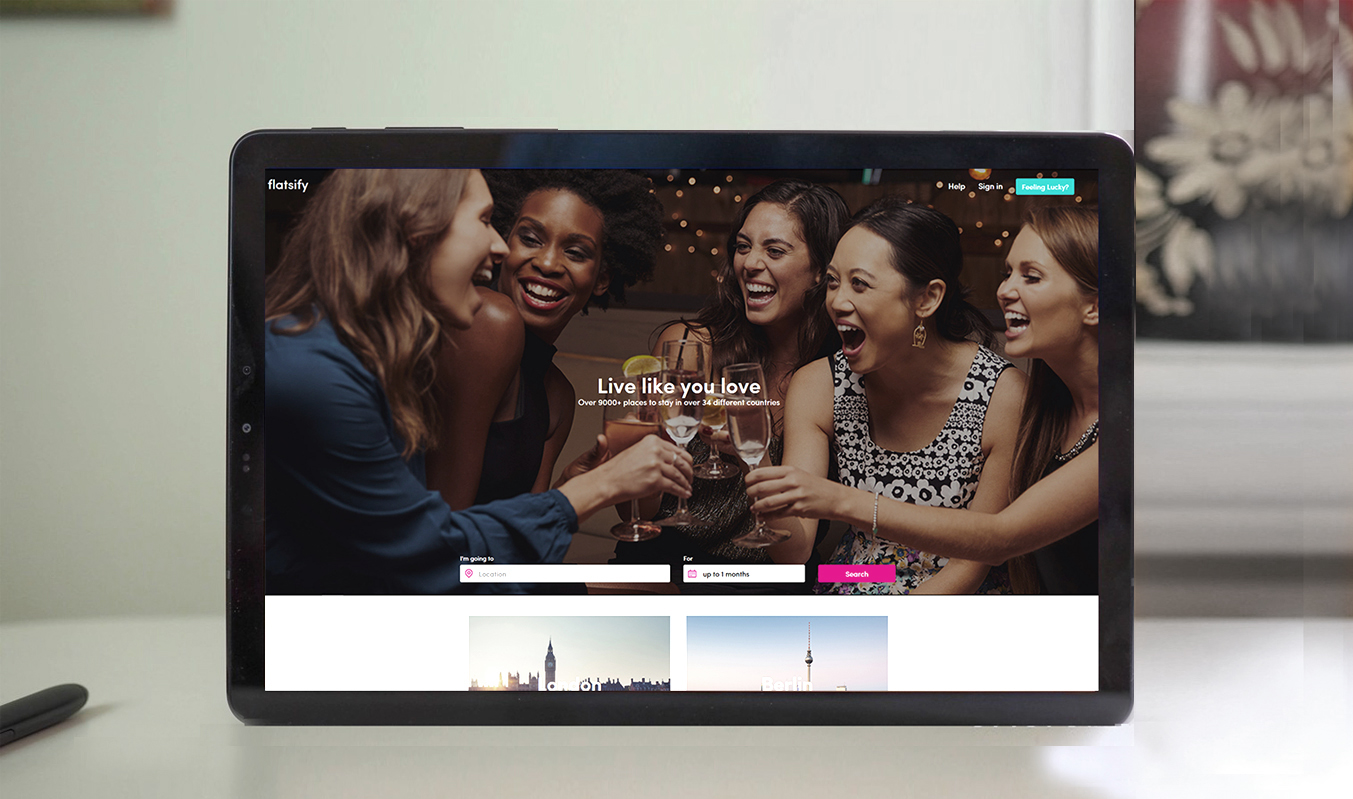 flatsify
Help Sign in Feeling Lucky?
Live like you love
Over 9000+ places to stay in over 34 different countries
I'm going to For
Location up to 1 months Search
London Berlin